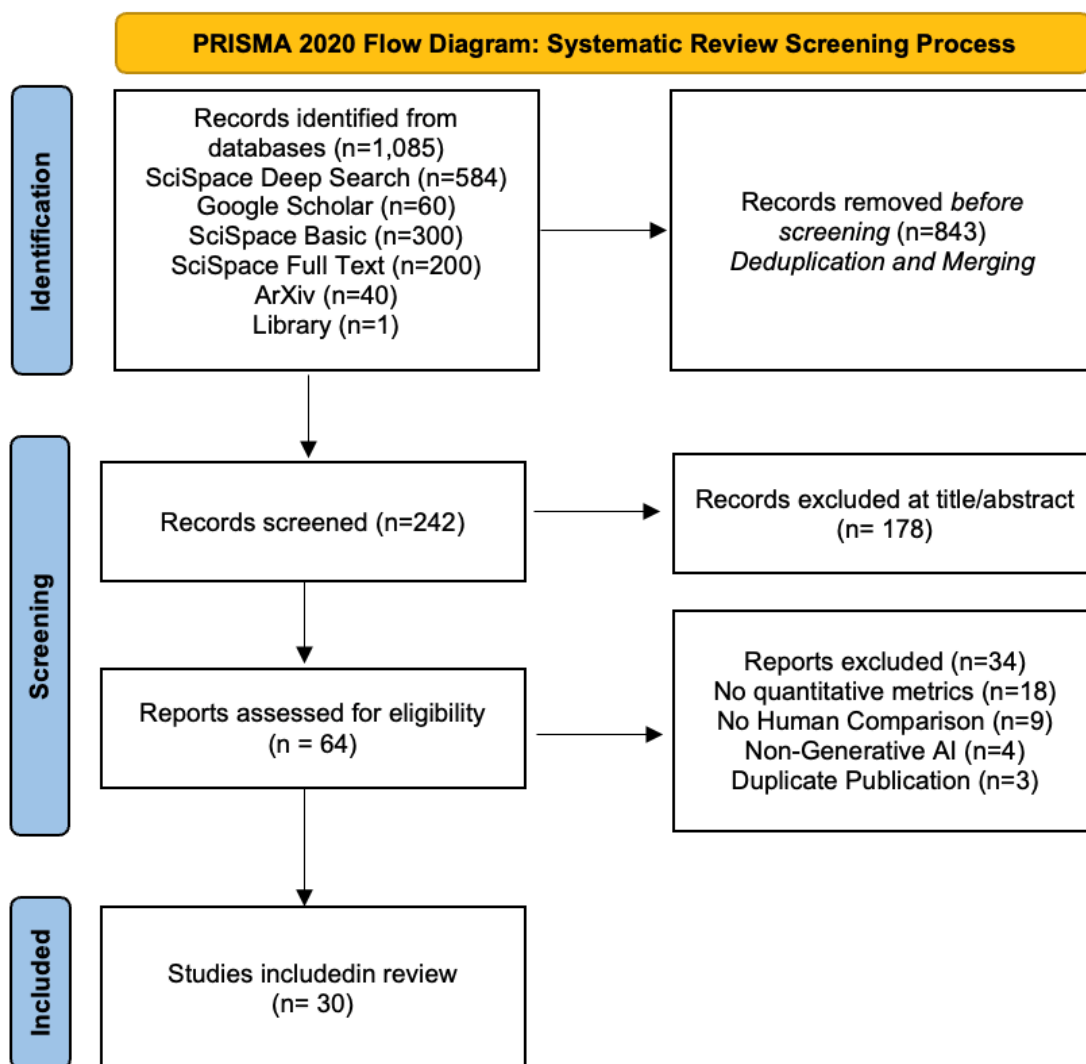 PRISMA 2020 Flow Diagram: Systematic Review Screening Process
Identification
Records identified from
databases (n=1,085)
SciSpace Deep Search (n=584)
Google Scholar (n=60)
SciSpace Basic (n=300)
SciSpace Full Text (n=200)
ArXiv (n=40)
Library (n=1)
Records removed before
screening (n=843)
Deduplication and Merging
Screening
Records screened (n=242)
Records excluded at title/abstract
(n= 178)
Reports assessed for eligibility
(n = 64)
Reports excluded (n=34)
No quantitative metrics (n=18)
No Human Comparison (n=9)
Non-Generative AI (n=4)
Duplicate Publication (n=3)
Included
Studies includedin review
(n= 30)